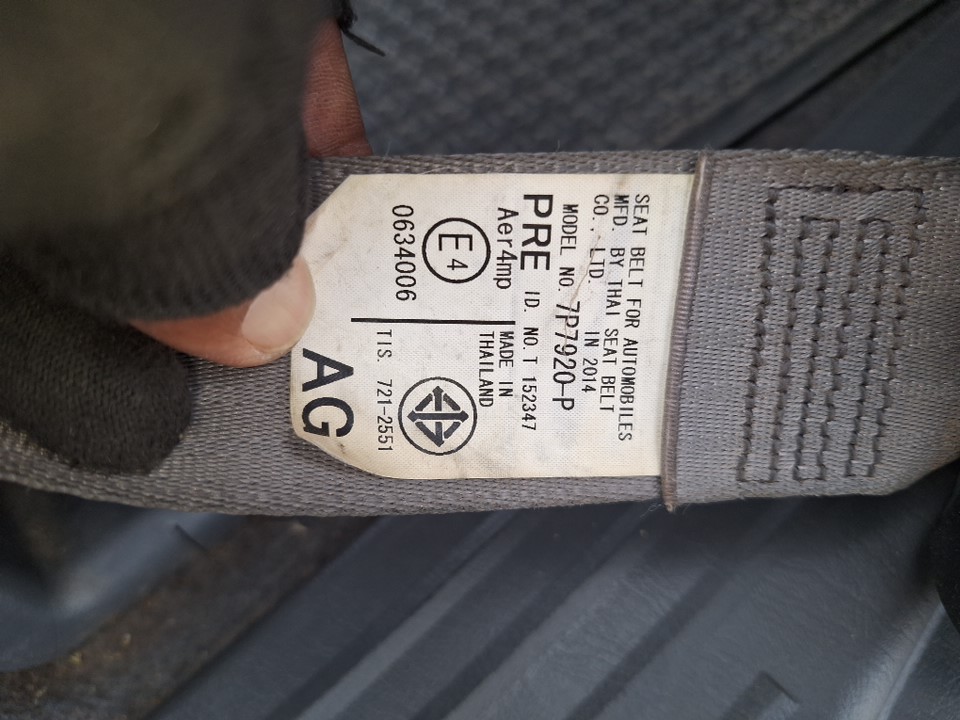 SEAT BELT FOR AUTOMOBILES
MFD. BY THAI SEAT BELT
CO., LTD. IN 2014
MODEL NO. 7P7920-P
PRE ID. NO.T 152347
Aer4mp
E4
0634006
MADE IN
THAILAND
TIS. 721-2551
AG